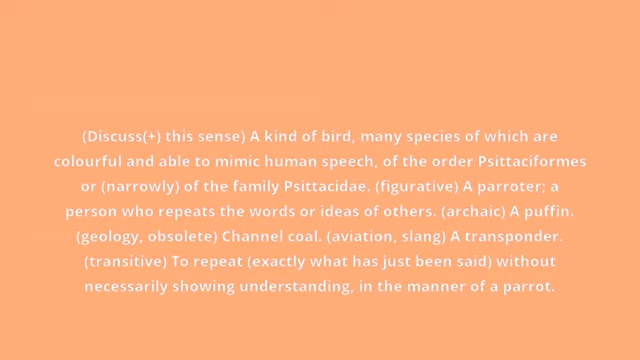 (Discuss(+) this sense) A kind of bird, many species of which are
colourful and able to mimic human speech, of the order Psittaciformes
or (narrowly) of the family Psittacidae. (figurative) A parroter; a
person who repeats the words or ideas of others. (archaic) A puffin.
(geology, obsolete) Channel coal. (aviation, slang) A transponder.
(transitive) To repeat (exactly what has just been said) without
necessarily showing understanding, in the manner of a parrot.